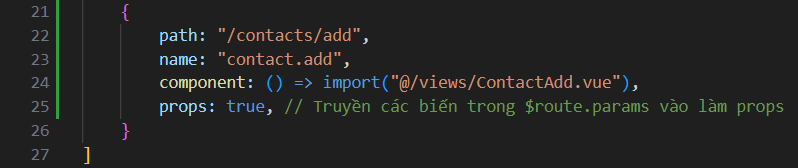 21 {
22 path: "/contacts/add",
23 name: "contact.add",
24 component: () => import("@/views/ContactAdd.vue"),
25 props: true, // Truyền các biến trong $route.params vào làm props
26 }
27 ]